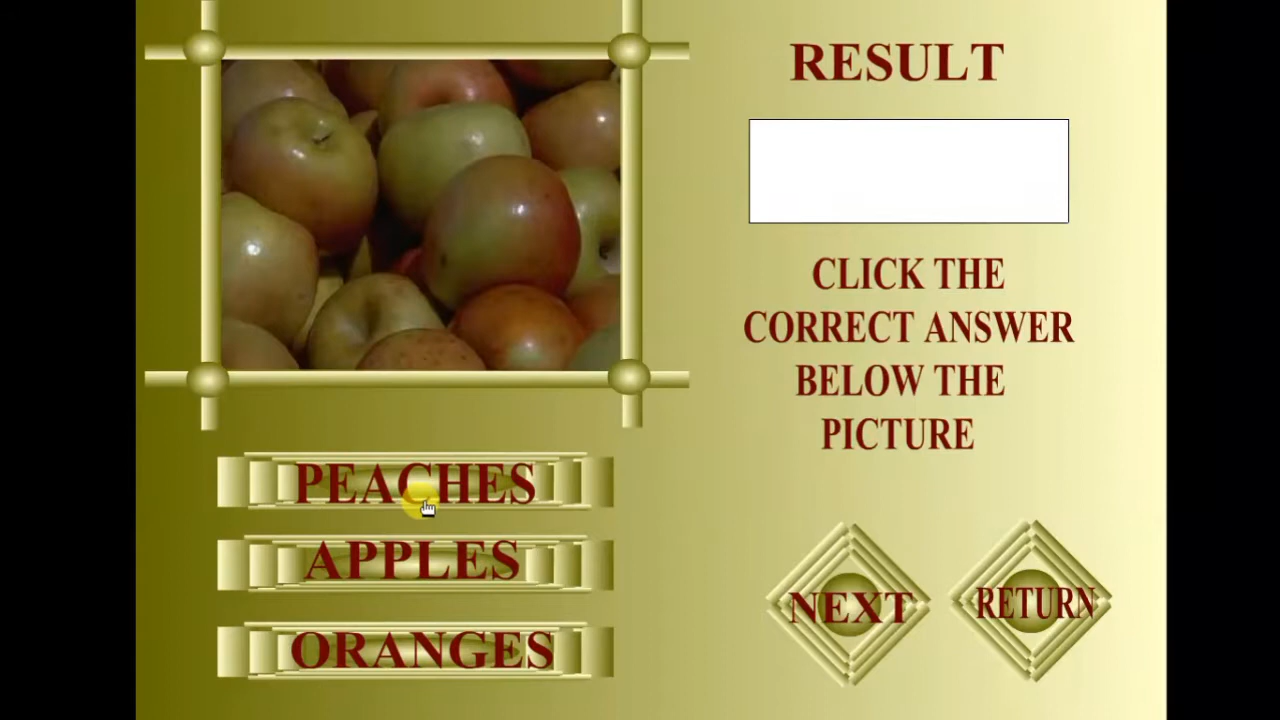 RESULT
CLICK THE
CORRECT ANSWER
BELOW THE
PICTURE
PEACHES
APPLES
ORANGES
NEXT
RETURN